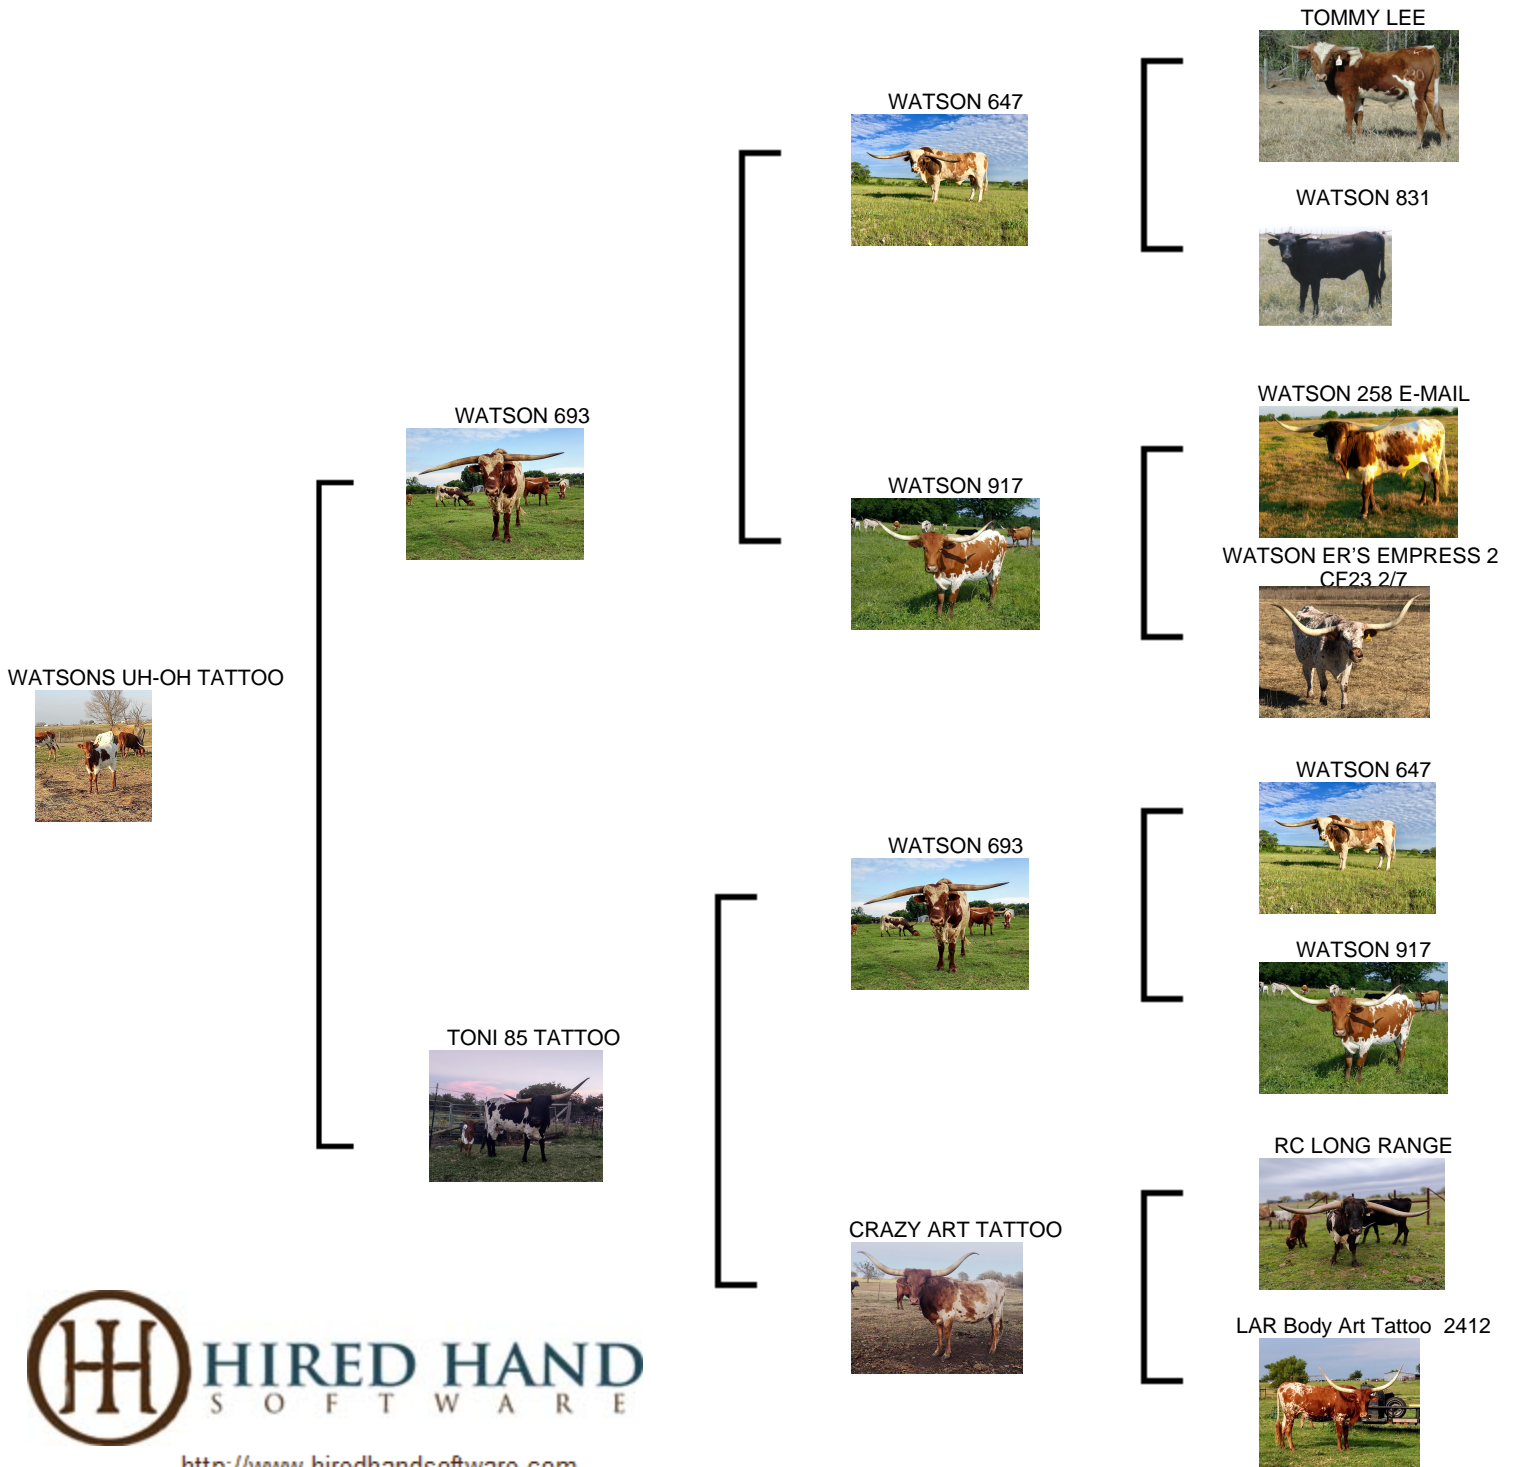 TOMMY LEE
WATSON 647
WATSON 831
WATSON 258 E-MAIL
WATSON 693
WATSON 917
WATSON ER'S EMPRESS 2
CF23 2/7
WATSONS UH-OH TATTOO
WATSON 647
WATSON 693
WATSON 917
TONI 85 TATTOO
RC LONG RANGE
CRAZY ART TATTOO
LAR Body Art Tattoo  2412
HIRED HAND
SOFTWARE
http://www.hiredhandsoftware.com